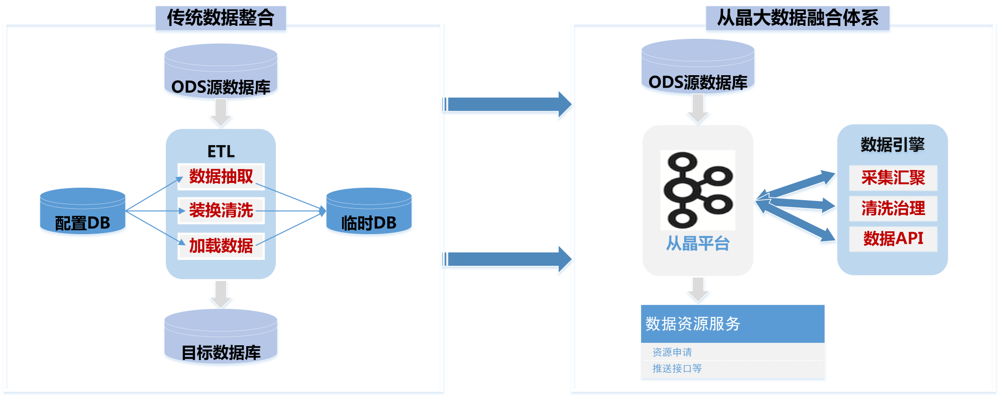 传统数据整合
ODS源数据库
ETL
数据抽取
装换清洗
加载数据
配置DB
临时DB
目标数据库
从晶大数据融合体系
ODS源数据库
从晶平台
数据引擎
采集汇聚
清洗治理
数据API
数据资源服务
资源申请
推送接口等